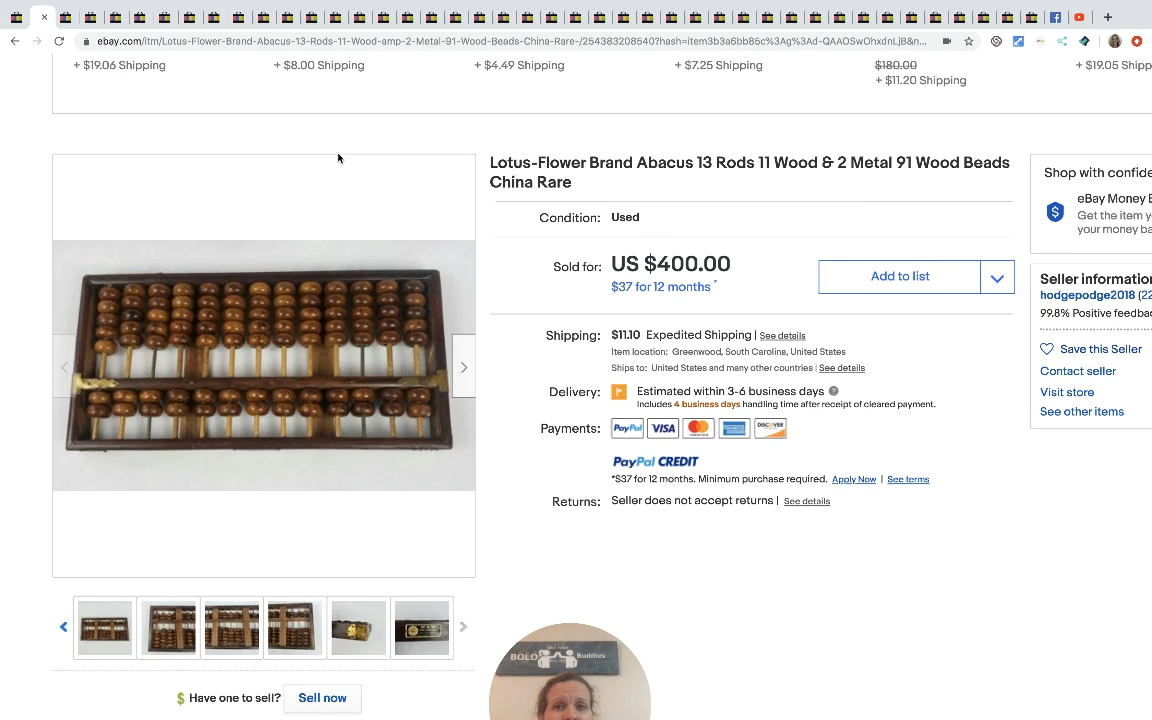 ebay.com/itm/Lotus-Flower-Brand-Abacus-13-Rods-11-Wood-amp-2-Metal-91-Wood-Beads-China-Rare-/254383208540?hash=item3b3a6bb85c%3Ag%3Ad-QAAOSwOhxdnLjB&n...
+ $19.06 Shipping
+ $8.00 Shipping
+ $4.49 Shipping
+ $7.25 Shipping
$180.00
+ $11.20 Shipping
+ $19.05 Shipp
Lotus-Flower Brand Abacus 13 Rods 11 Wood & 2 Metal 91 Wood Beads
China Rare
Condition: Used
Sold for: US $400.00
$37 for 12 months *
Add to list
Shipping: $11.10 Expedited Shipping | See details
Item location: Greenwood, South Carolina, United States
Ships to: United States and many other countries | See details
Delivery: Estimated within 3-6 business days
Includes 4 business days handling time after receipt of cleared payment.
Payments: PayPal VISA DISCOVER
PayPal CREDIT
*$37 for 12 months. Minimum purchase required. Apply Now | See terms
Returns: Seller does not accept returns | See details
Shop with confide
eBay Money B
Get the item y
your money ba
Seller information
hodgepodge2018 (22
99.8% Positive feedba
Save this Seller
Contact seller
Visit store
See other items
Have one to sell? Sell now
BOLO Buddies